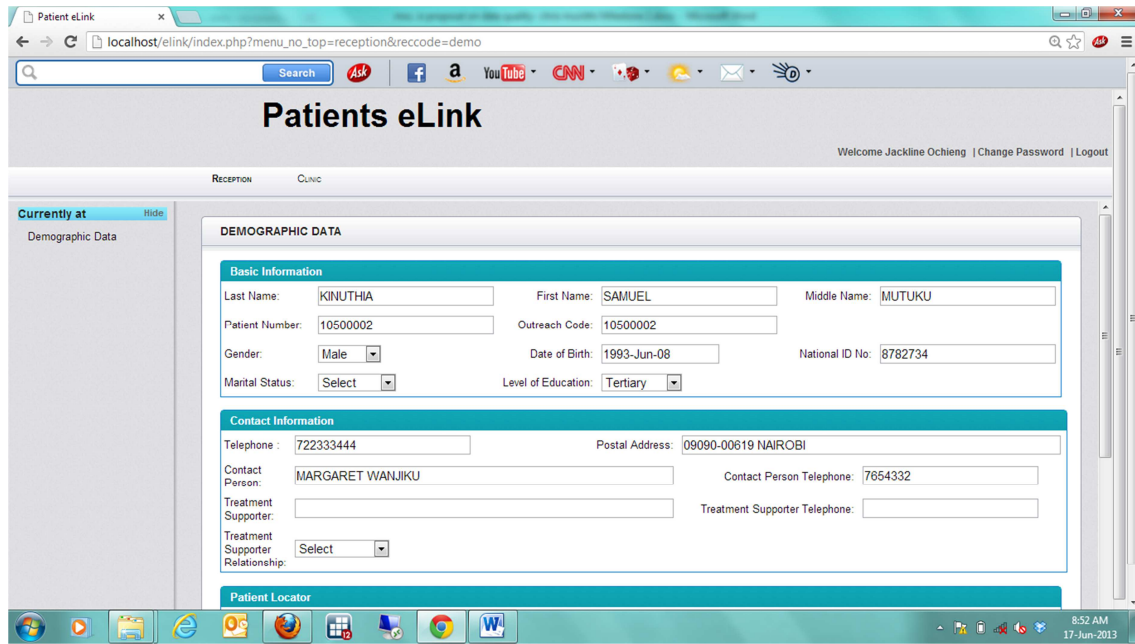 Patient eLink
localhost/elink/index.php?menu_no_top=reception&reccode=demo
Ask
Search Ask f a YouTube CNN D
Patients eLink
Welcome Jackline Ochieng | Change Password | Logout
RECEPTION CLINIC
Currently at Hide
Demographic Data
DEMOGRAPHIC DATA
Basic Information
Last Name: KINUTHIA First Name: SAMUEL Middle Name: MUTUKU
Patient Number: 10500002 Outreach Code: 10500002
Gender: Male Date of Birth: 1993-Jun-08 National ID No: 8782734
Marital Status: Select Level of Education: Tertiary
Contact Information
Telephone : 722333444 Postal Address: 09090-00619 NAIROBI
Contact Person: MARGARET WANJIKU Contact Person Telephone: 7654332
Treatment Supporter: Treatment Supporter Telephone:
Treatment Supporter Relationship: Select
Patient Locator
12
8:52 AM
17-Jun-2013